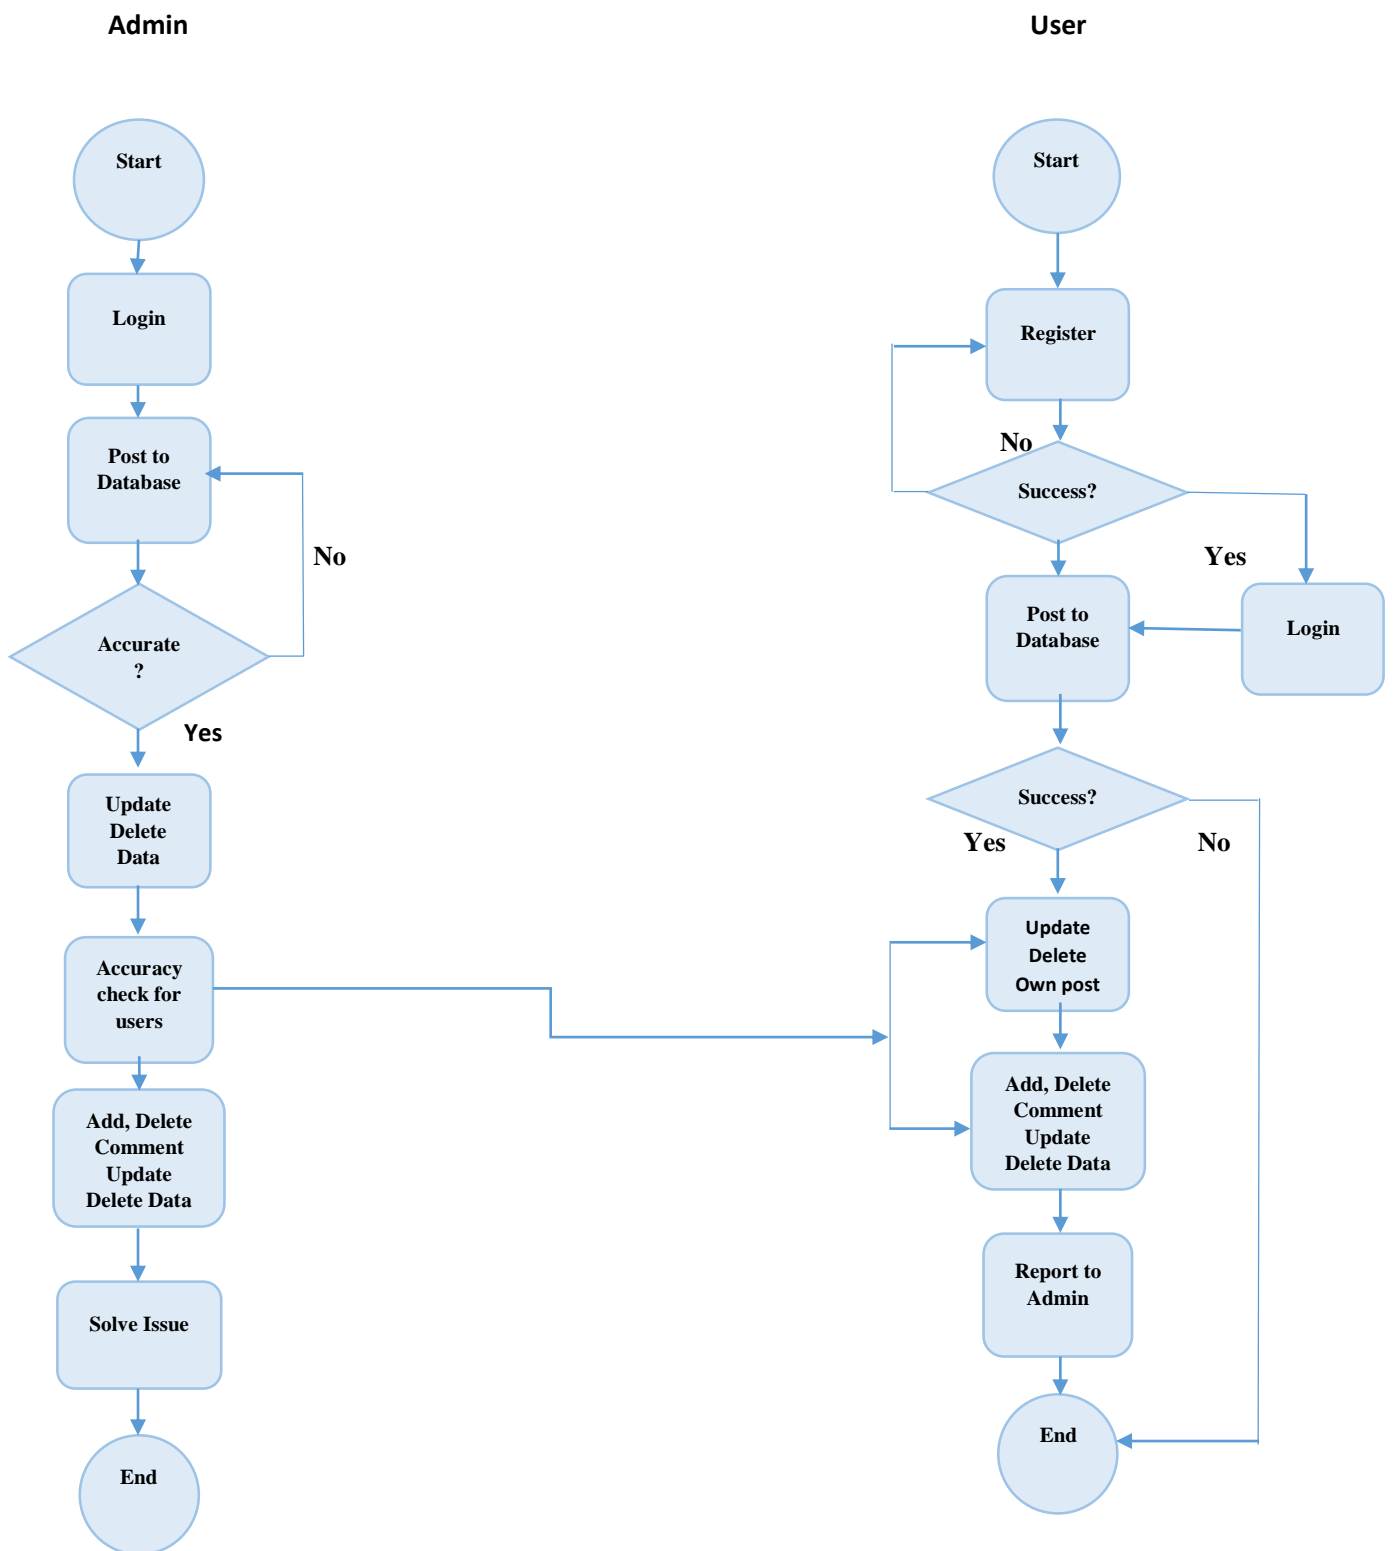 Admin
User
Start
Login
Post to
Database
No
Accurate
?
Yes
Update
Delete
Data
Accuracy
check for
users
Add, Delete
Comment
Update
Delete Data
Solve Issue
End
Start
Register
No
Success?
Yes
Login
Post to
Database
Success?
Yes
No
Update
Delete
Own post
Add, Delete
Comment
Update
Delete Data
Report to
Admin
End